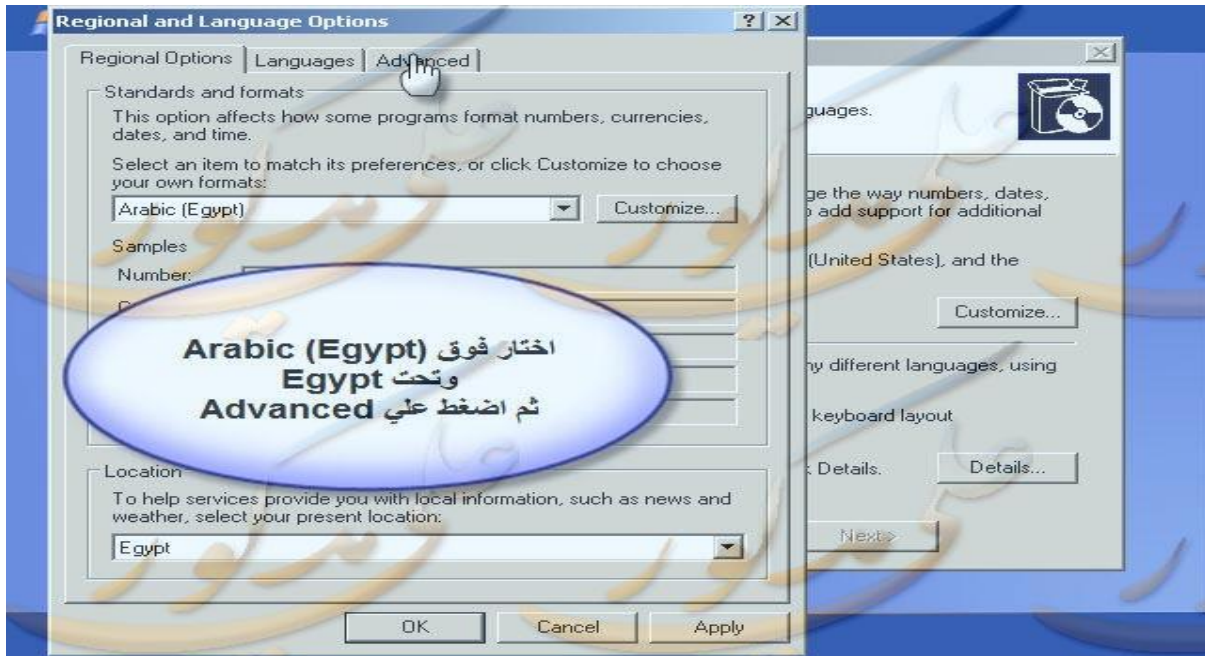 Regional and Language Options
Regional Options Languages Advanced
Standards and formats
This option affects how some programs format numbers, currencies,
dates, and time.
Select an item to match its preferences, or click Customize to choose
your own formats:
Arabic (Egypt) Customize...
Samples
Number:
اختار فوق Arabic (Egypt)
وتحت Egypt
ثم اضغط علي Advanced
Location
To help services provide you with local information, such as news and
weather, select your present location:
Egypt
OK Cancel Apply
guages.
ge the way numbers, dates,
add support for additional
(United States), and the
Customize...
ny different languages, using
keyboard layout
Details. Details...
Next >